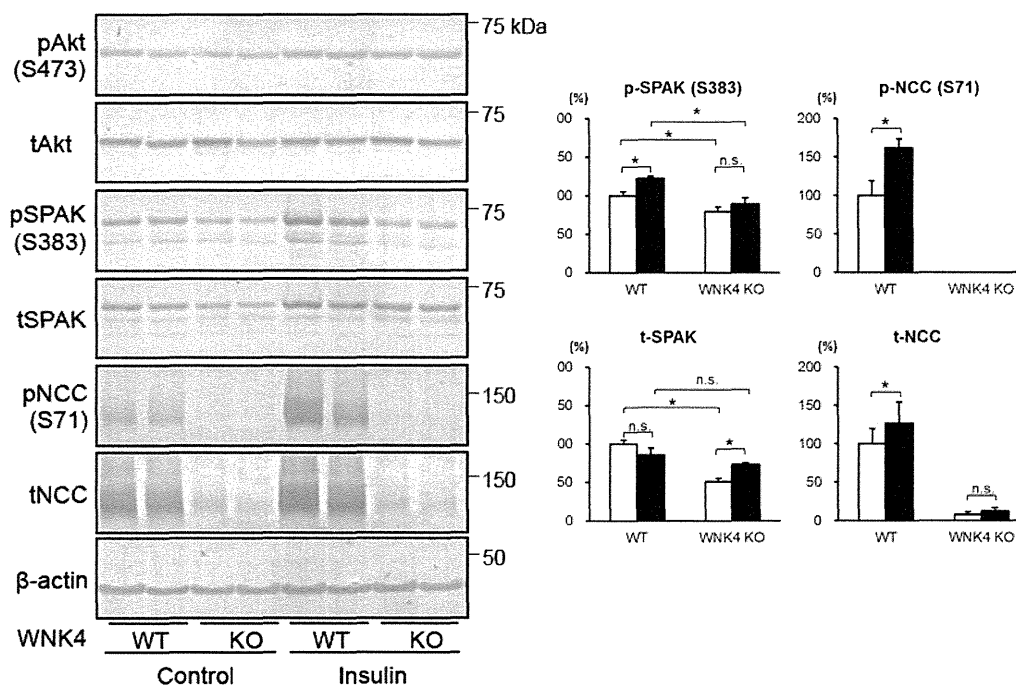 pAkt
(S473)
75 kDa
tAkt
75
pSPAK
(S383)
75
tSPAK
75
pNCC
(S71)
150
tNCC
150
β-actin
50
WNK4
WT
KO
WT
KO
Control
Insulin
p-SPAK (S383)
(%)
00
50
00
50
0
*
*
*
n.s.
WT
WNK4 KO
p-NCC (S71)
(%)
200
150
100
50
0
*
WT
WNK4 KO
t-SPAK
(%)
00
50
00
50
0
n.s.
*
n.s.
*
WT
WNK4 KO
t-NCC
(%)
200
150
100
50
0
*
n.s.
WT
WNK4 KO